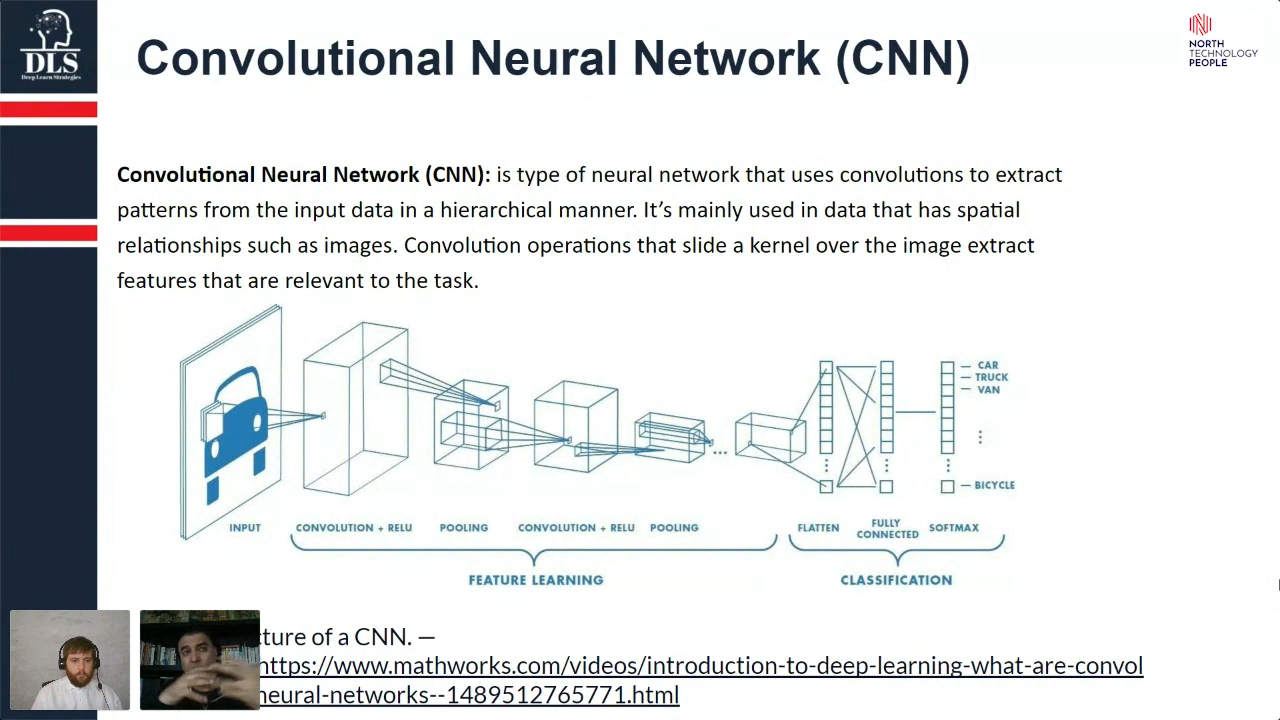 DLS
Deep Learn Strategies
Convolutional Neural Network (CNN)
NORTH
TECHNOLOGY
PEOPLE
Convolutional Neural Network (CNN): is type of neural network that uses convolutions to extract
patterns from the input data in a hierarchical manner. It’s mainly used in data that has spatial
relationships such as images. Convolution operations that slide a kernel over the image extract
features that are relevant to the task.
CAR
TRUCK
VAN
BICYCLE
INPUT
CONVOLUTION + RELU
POOLING
CONVOLUTION + RELU
POOLING
FLATTEN
FULLY
CONNECTED
SOFTMAX
FEATURE LEARNING
CLASSIFICATION
cture of a CNN. —
https://www.mathworks.com/videos/introduction-to-deep-learning-what-are-convol
neural-networks--1489512765771.html